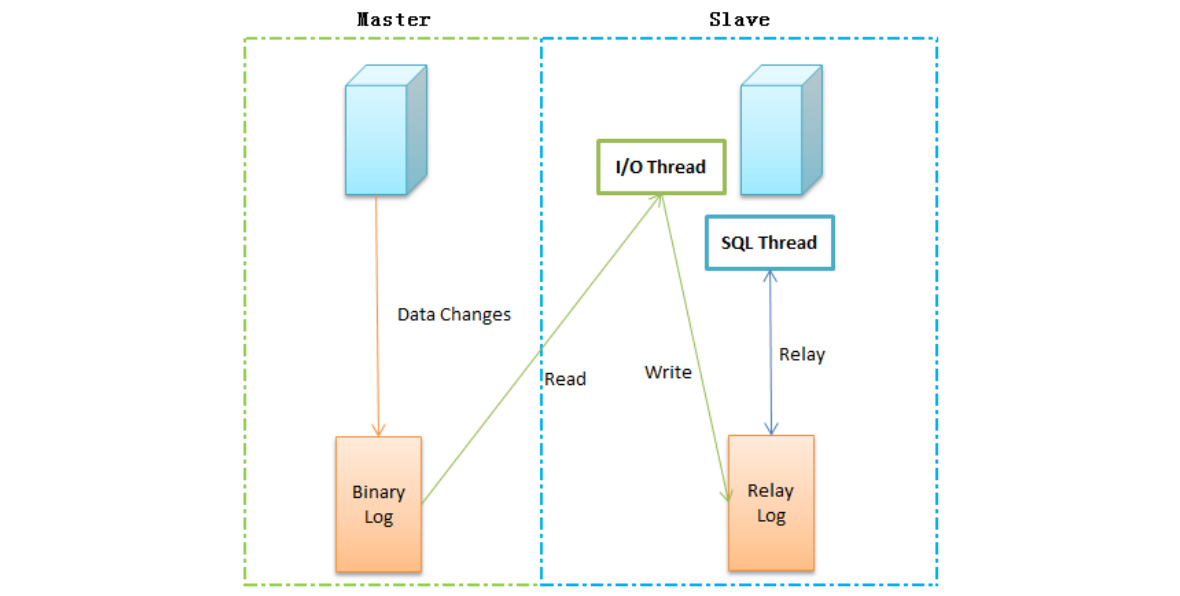 Master
Slave
I/O Thread
SQL Thread
Data Changes
Relay
Write
Read
Binary
Log
Relay
Log